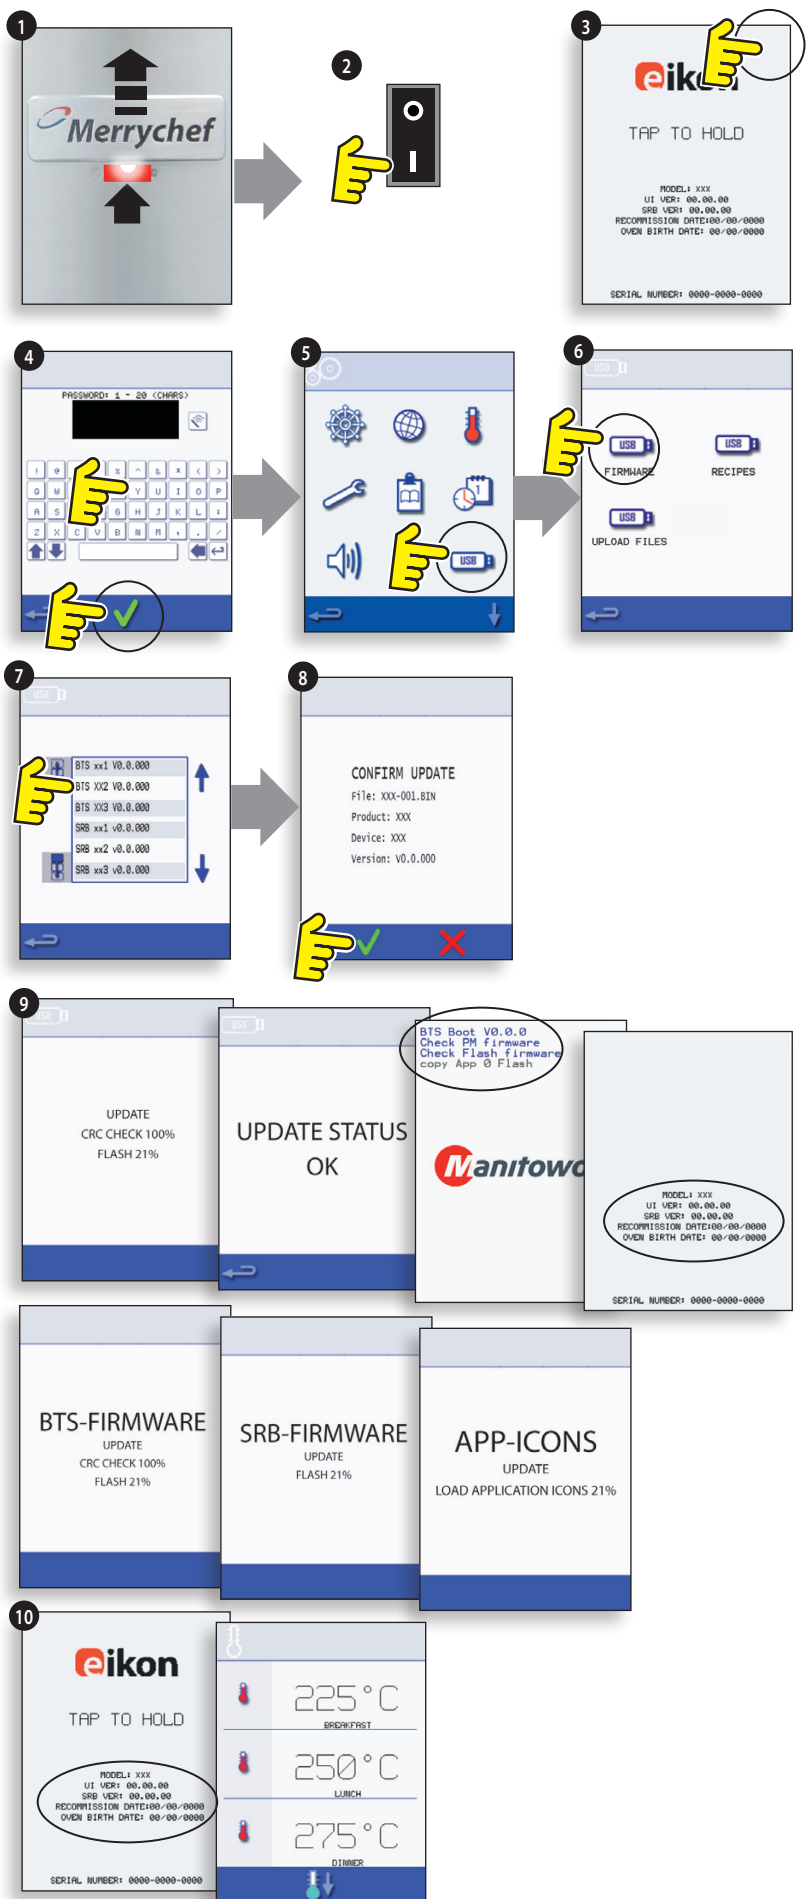 1
Merrychef
2
3
eikon
TAP TO HOLD
MODEL: XXX
UI VER: 00.00.00
SRB VER: 00.00.00
RECOMMISSION DATE:00/00/0000
OVEN BIRTH DATE: 00/00/0000
SERIAL NUMBER: 0000-0000-0000
4
PASSWORD: 1 - 20 (CHARS)
! @ % ^ & * ( )
Q W Y U I O P
A S G H J K L :
Z X C V B N M , . /
5
1
USB
6
USB
USB
FIRMWARE
USB
RECIPES
USB
UPLOAD FILES
7
USB
BTS xx1 V0.0.000
BTS XX2 V0.0.000
BTS XX3 V0.0.000
SRB xx1 v0.0.000
SRB xx2 v0.0.000
SRB xx3 v0.0.000
8
CONFIRM UPDATE
File: XXX-001.BIN
Product: XXX
Device: XXX
Version: V0.0.000
9
USB
UPDATE
CRC CHECK 100%
FLASH 21%
USB
UPDATE STATUS
OK
BTS Boot V0.0.0
Check PM firmware
Check Flash firmware
copy App 0 Flash
Manitowo
MODEL: XXX
UI VER: 00.00.00
SRB VER: 00.00.00
RECOMMISSION DATE:00/00/0000
OVEN BIRTH DATE: 00/00/0000
SERIAL NUMBER: 0000-0000-0000
BTS-FIRMWARE
UPDATE
CRC CHECK 100%
FLASH 21%
SRB-FIRMWARE
UPDATE
FLASH 21%
APP-ICONS
UPDATE
LOAD APPLICATION ICONS 21%
10
eikon
TAP TO HOLD
MODEL: XXX
UI VER: 00.00.00
SRB VER: 00.00.00
RECOMMISSION DATE:00/00/0000
OVEN BIRTH DATE: 00/00/0000
SERIAL NUMBER: 0000-0000-0000
225°C
BREAKFAST
250°C
LUNCH
275°C
DINNER